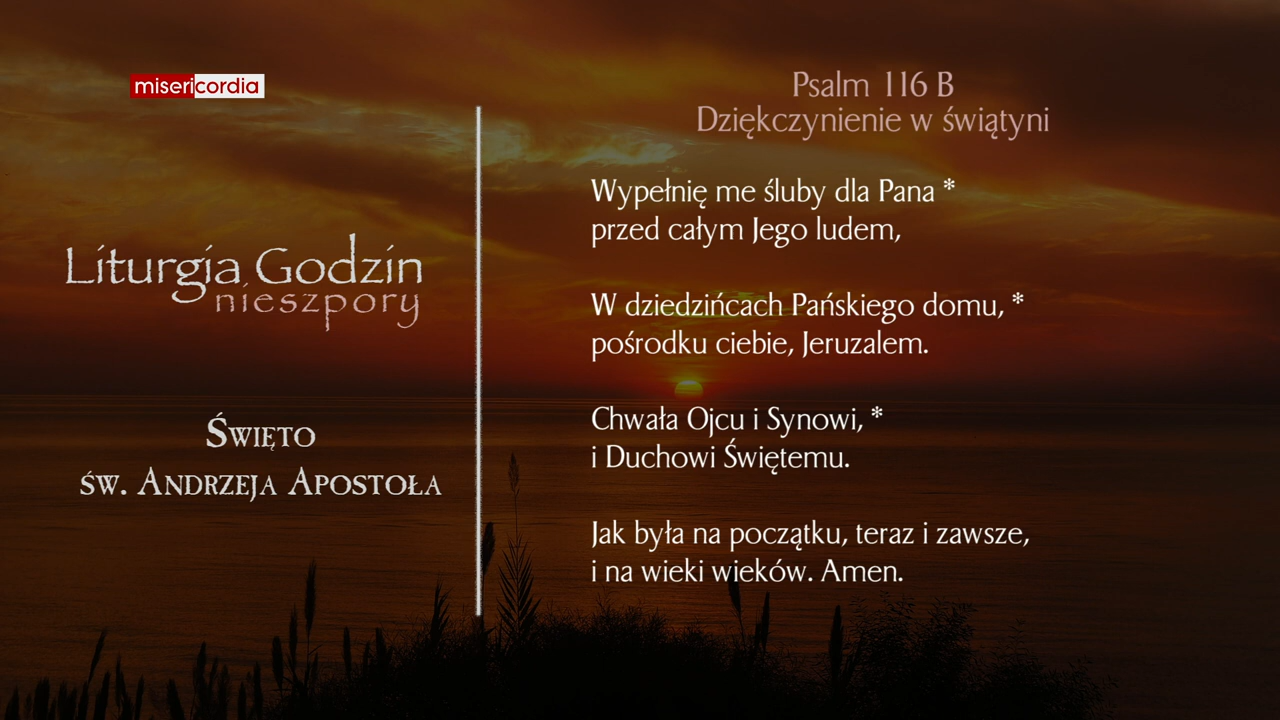 misericordia
Liturgia Godzin
nieszpory
Święto
św. Andrzeja Apostoła
Psalm 116 B
Dziękczynienie w świątyni
Wypełnię me śluby dla Pana *
przed całym Jego ludem,
W dziedzińcach Pańskiego domu, *
pośrodku ciebie, Jeruzalem.
Chwała Ojcu i Synowi, *
i Duchowi Świętemu.
Jak była na początku, teraz i zawsze,
i na wieki wieków. Amen.